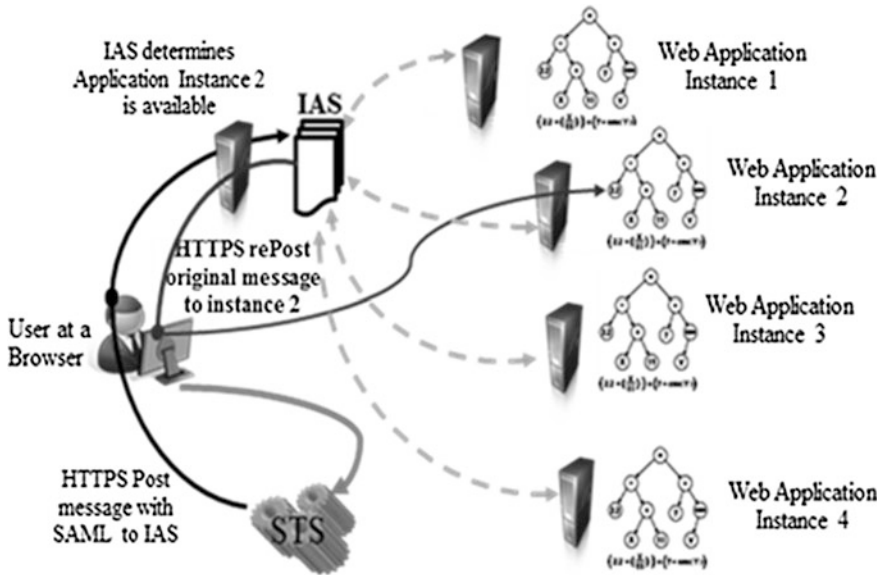 IAS determines
Application Instance 2
is available
IAS
Web Application
Instance 1
Web Application
Instance 2
HTTPS rePost
original message
to instance 2
User at a
Browser
Web Application
Instance 3
HTTPS Post
message with
SAML to IAS
STS
Web Application
Instance 4